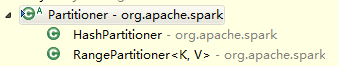 Partitioner - org.apache.spark
HashPartitioner - org.apache.spark
RangePartitioner<K, V> - org.apache.spark